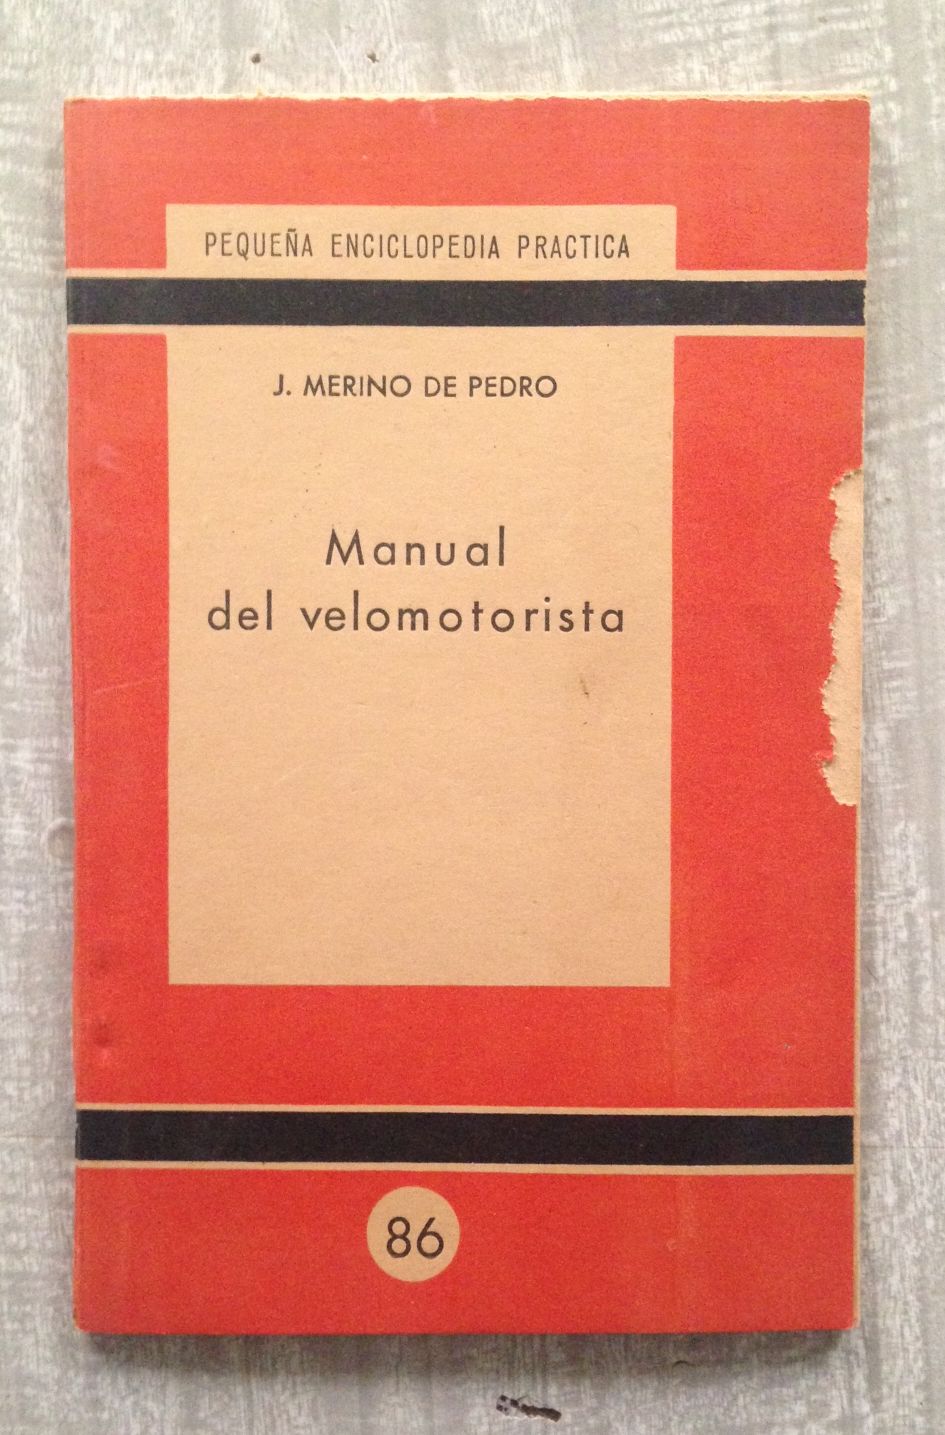 PEQUEÑA ENCICLOPEDIA PRACTICA
J. MERINO DE PEDRO
Manual
del velomotorista
86